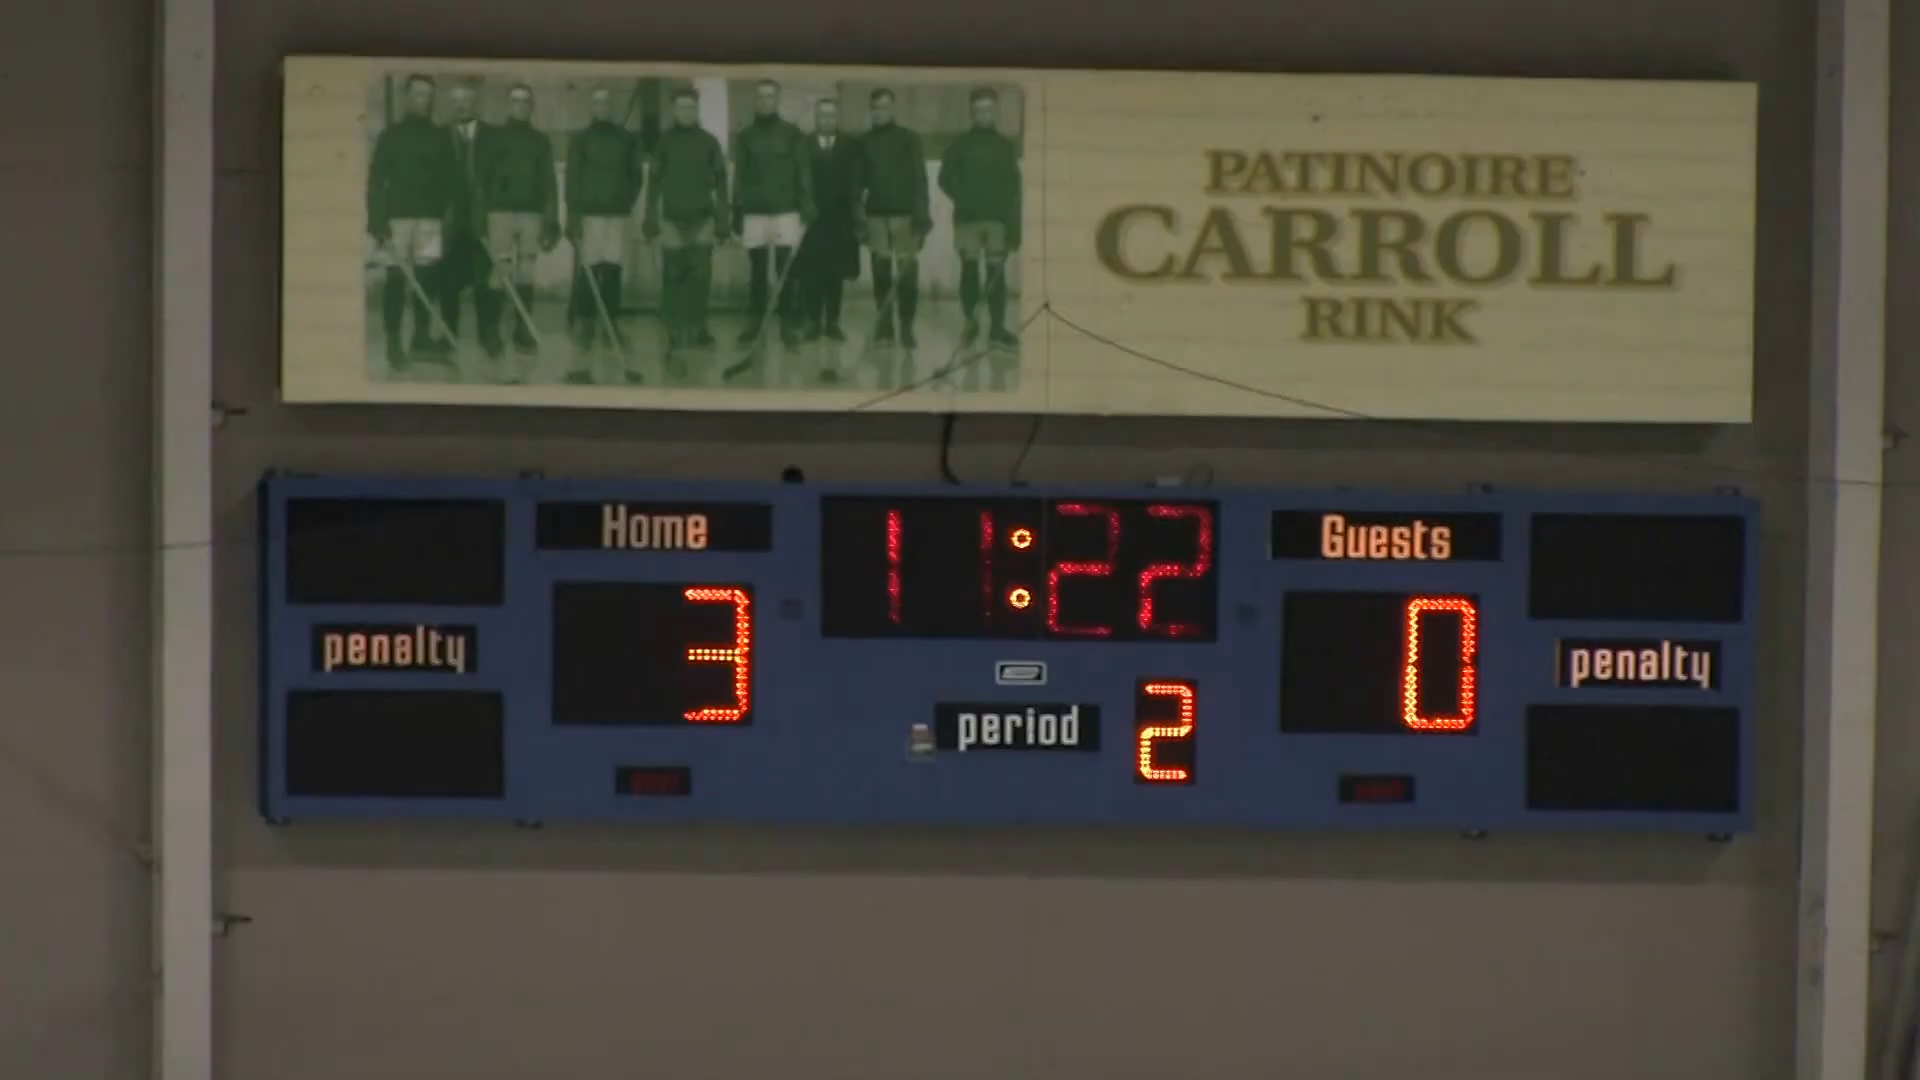 PATINOIRE
CARROLL
RINK
Home
11:22
Guests
penalty
3
0
penalty
period
2